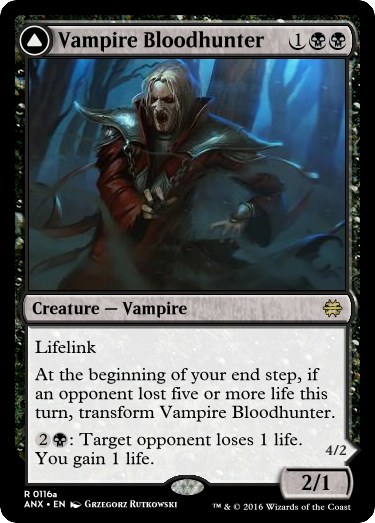 Vampire Bloodhunter 1
Creature — Vampire
Lifelink
At the beginning of your end step, if
an opponent lost five or more life this
turn, transform Vampire Bloodhunter.
2: Target opponent loses 1 life.
You gain 1 life.
4/2
2/1
R 0116a
ANX • EN Grzegorz Rutkowski
™ & © 2016 Wizards of the Coast